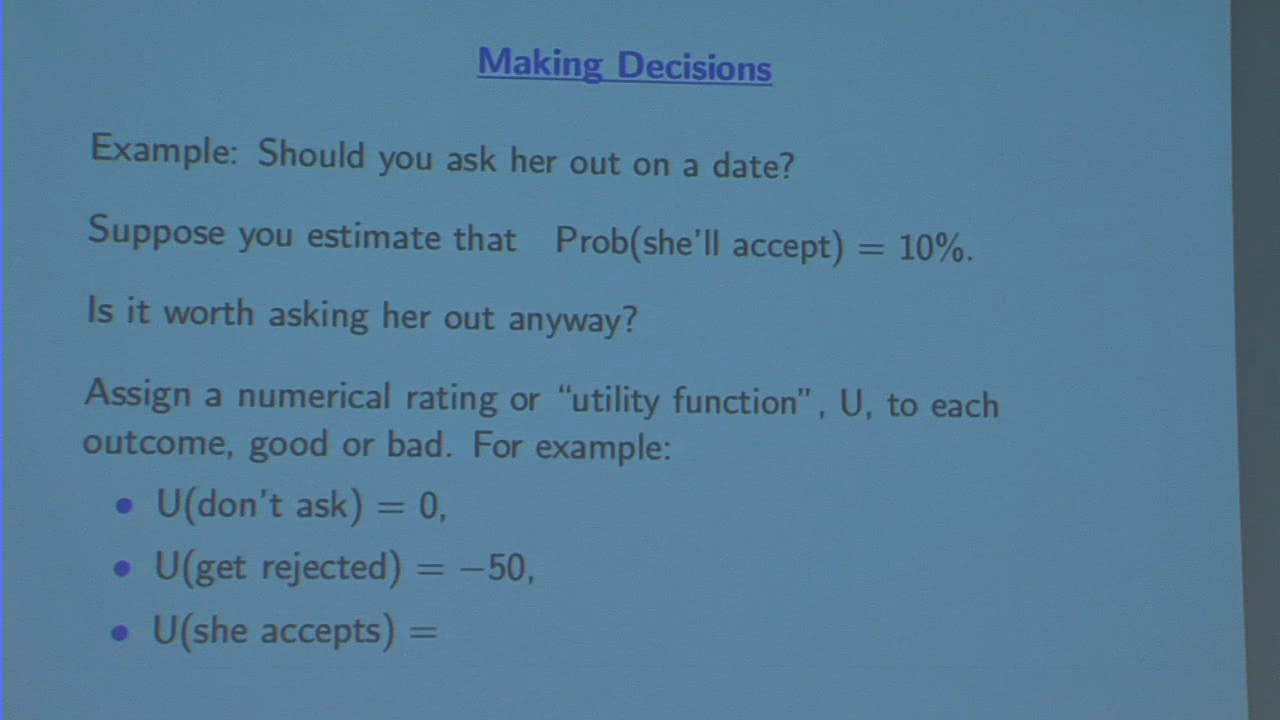 Making Decisions
Example: Should you ask her out on a date?
Suppose you estimate that Prob(she'll accept) = 10%.
Is it worth asking her out anyway?
Assign a numerical rating or “utility function”, U, to each
outcome, good or bad. For example:
• U(don't ask) = 0,
• U(get rejected) = −50,
• U(she accepts) =